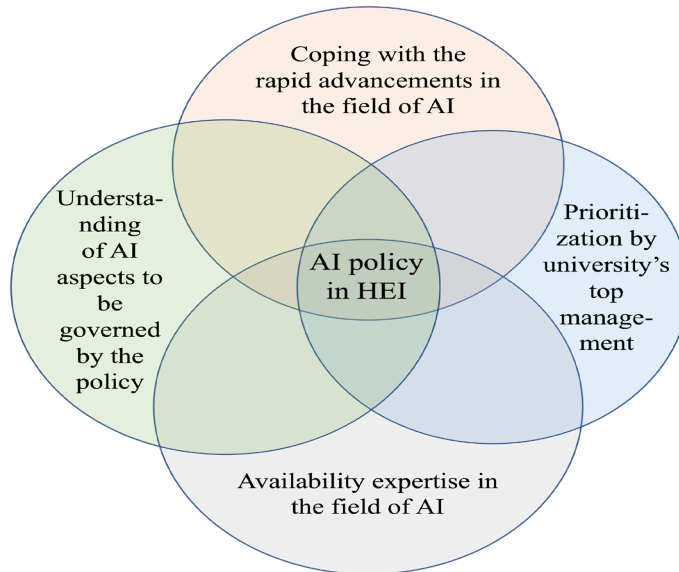 Coping with the
rapid advancements in
the field of AI
Understa-
nding
of AI
aspects to
be
governed
by the
policy
AI policy
in HEI
Prioriti-
zation by
university’s
top
manage-
ment
Availability expertise in
the field of AI